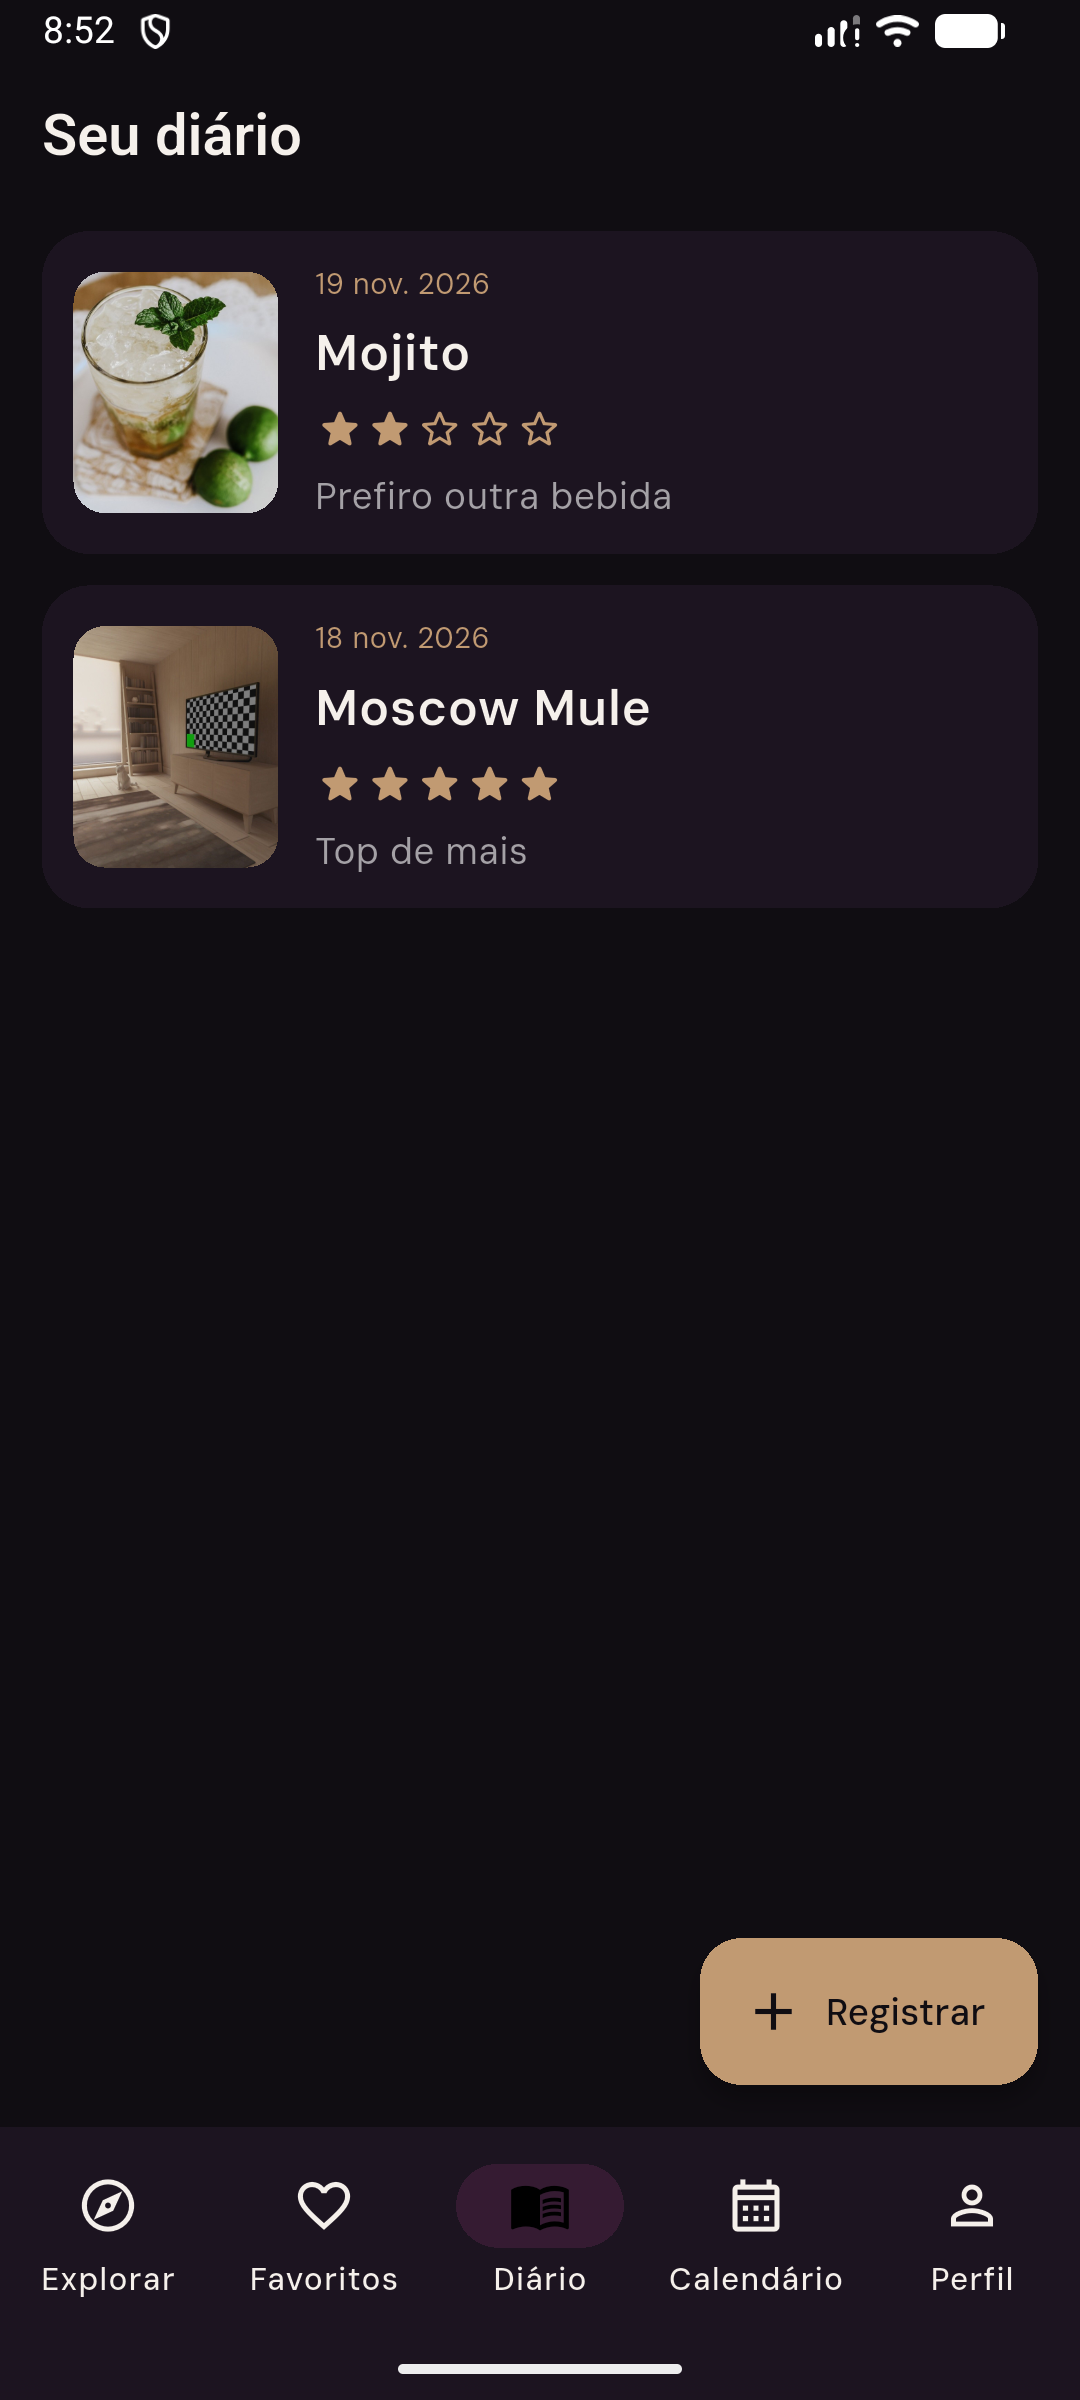 8:52
Seu diário
19 nov. 2026
Mojito
Prefiro outra bebida
18 nov. 2026
Moscow Mule
Top de mais
Registrar
Explorar
Favoritos
Diário
Calendário
Perfil